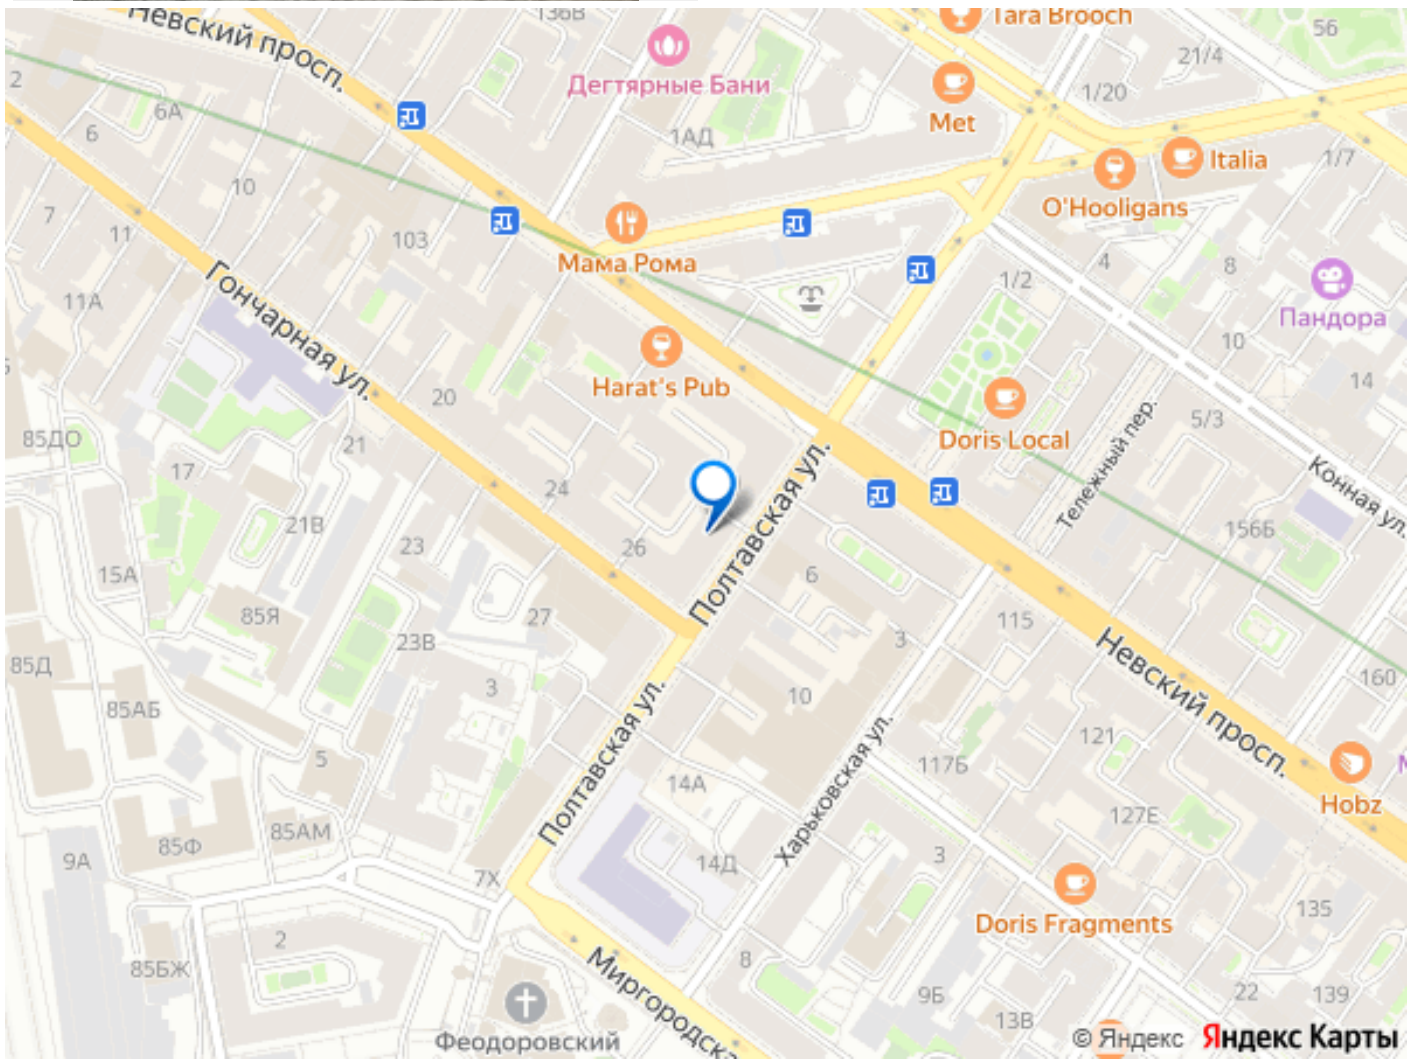 136В
Tara Brooch
56
Невский просп.
21/4
2
Дегтярные Бани
1/20
6А
Met
6
1АД
Italia
1/7
10
O'Hooligans
7
11
103
Мама Рома
4
8
1/2
11А
Гончарная ул.
Пандора
10
Harat's Pub
14
20
Doris Local
5/3
85ДО
21
Тележный пер.
17
Конная ул.
24
21В
156Б
26
23
Полтавская ул.
15А
6
85Я
27
115
23В
3
Невский просп.
85Д
3
160
85АБ
10
Полтавская ул.
121
5
117Б
14А
Hobz
Харьковская ул.
127Е
85АМ
85Ф
9А
14Д
3
7Х
Doris Fragments
135
2
85БЖ
8
Миргородска
22
9Б
139
13В
Феодоровский
© Яндекс Яндекс Карты